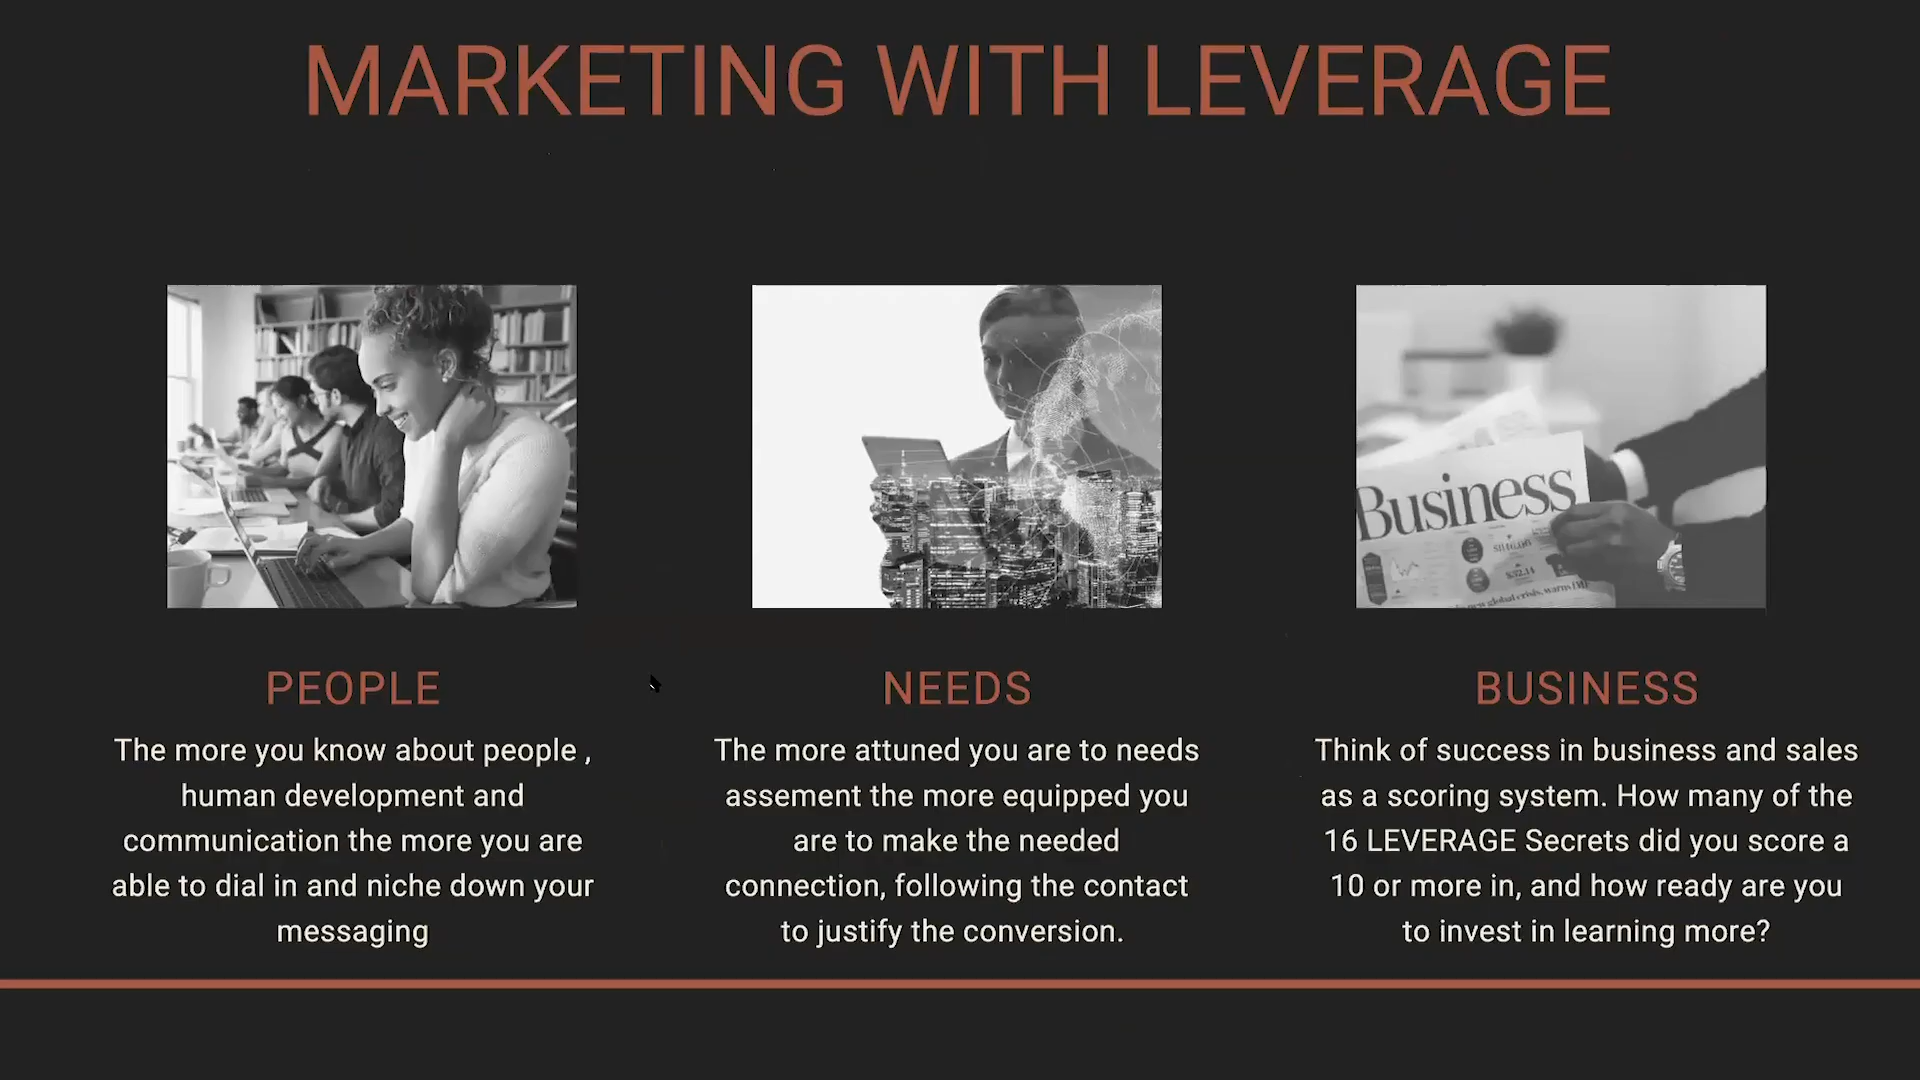 MARKETING WITH LEVERAGE
Business
$32.14
PEOPLE
The more you know about people ,
human development and
communication the more you are
able to dial in and niche down your
messaging
NEEDS
The more attuned you are to needs
assement the more equipped you
are to make the needed
connection, following the contact
to justify the conversion.
BUSINESS
Think of success in business and sales
as a scoring system. How many of the
16 LEVERAGE Secrets did you score a
10 or more in, and how ready are you
to invest in learning more?